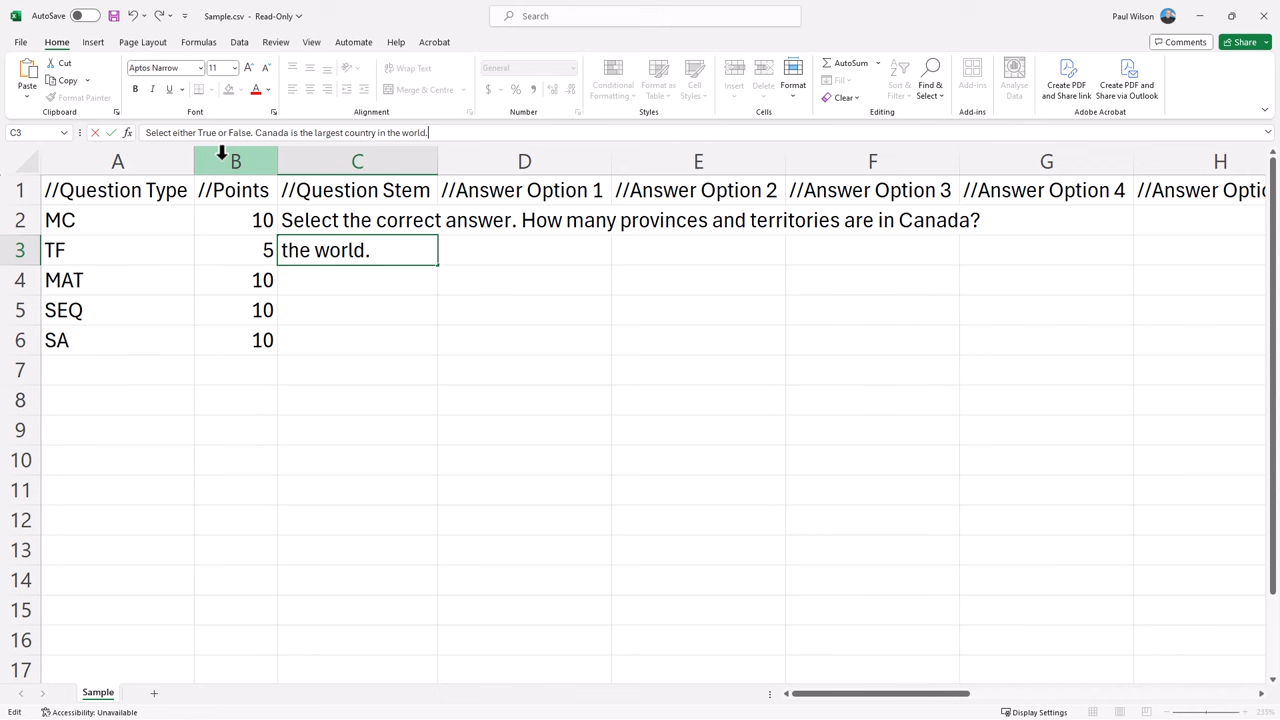 AutoSave Sample.csv - Read-Only Search Paul Wilson
File Home Insert Page Layout Formulas Data Review View Automate Help Acrobat Comments Share
Paste Cut Copy Format Painter
Clipboard
Aptos Narrow 11 A A
B I U A
Font
ab Wrap Text
Merge & Centre
Alignment
General
$ % 9
Number
Conditional Formatting Format as Table Cell Styles
Styles
Insert Delete Format
Cells
AutoSum Fill Clear
Sort & Filter Find & Select
Editing
Add-ins
Add-ins
Analyse Data
Create PDF and Share link Create PDF and Share via Outlook
Adobe Acrobat
C3 fx Select either True or False. Canada is the largest country in the world.
A B C D E F G H
1 //Question Type //Points //Question Stem //Answer Option 1 //Answer Option 2 //Answer Option 3 //Answer Option 4 //Answer Optio
2 MC 10 Select the correct answer. How many provinces and territories are in Canada?
3 TF 5 the world.
4 MAT 10
5 SEQ 10
6 SA 10
7
8
9
10
11
12
13
14
15
16
17
Sample
Edit Accessibility: Unavailable Display Settings 235%